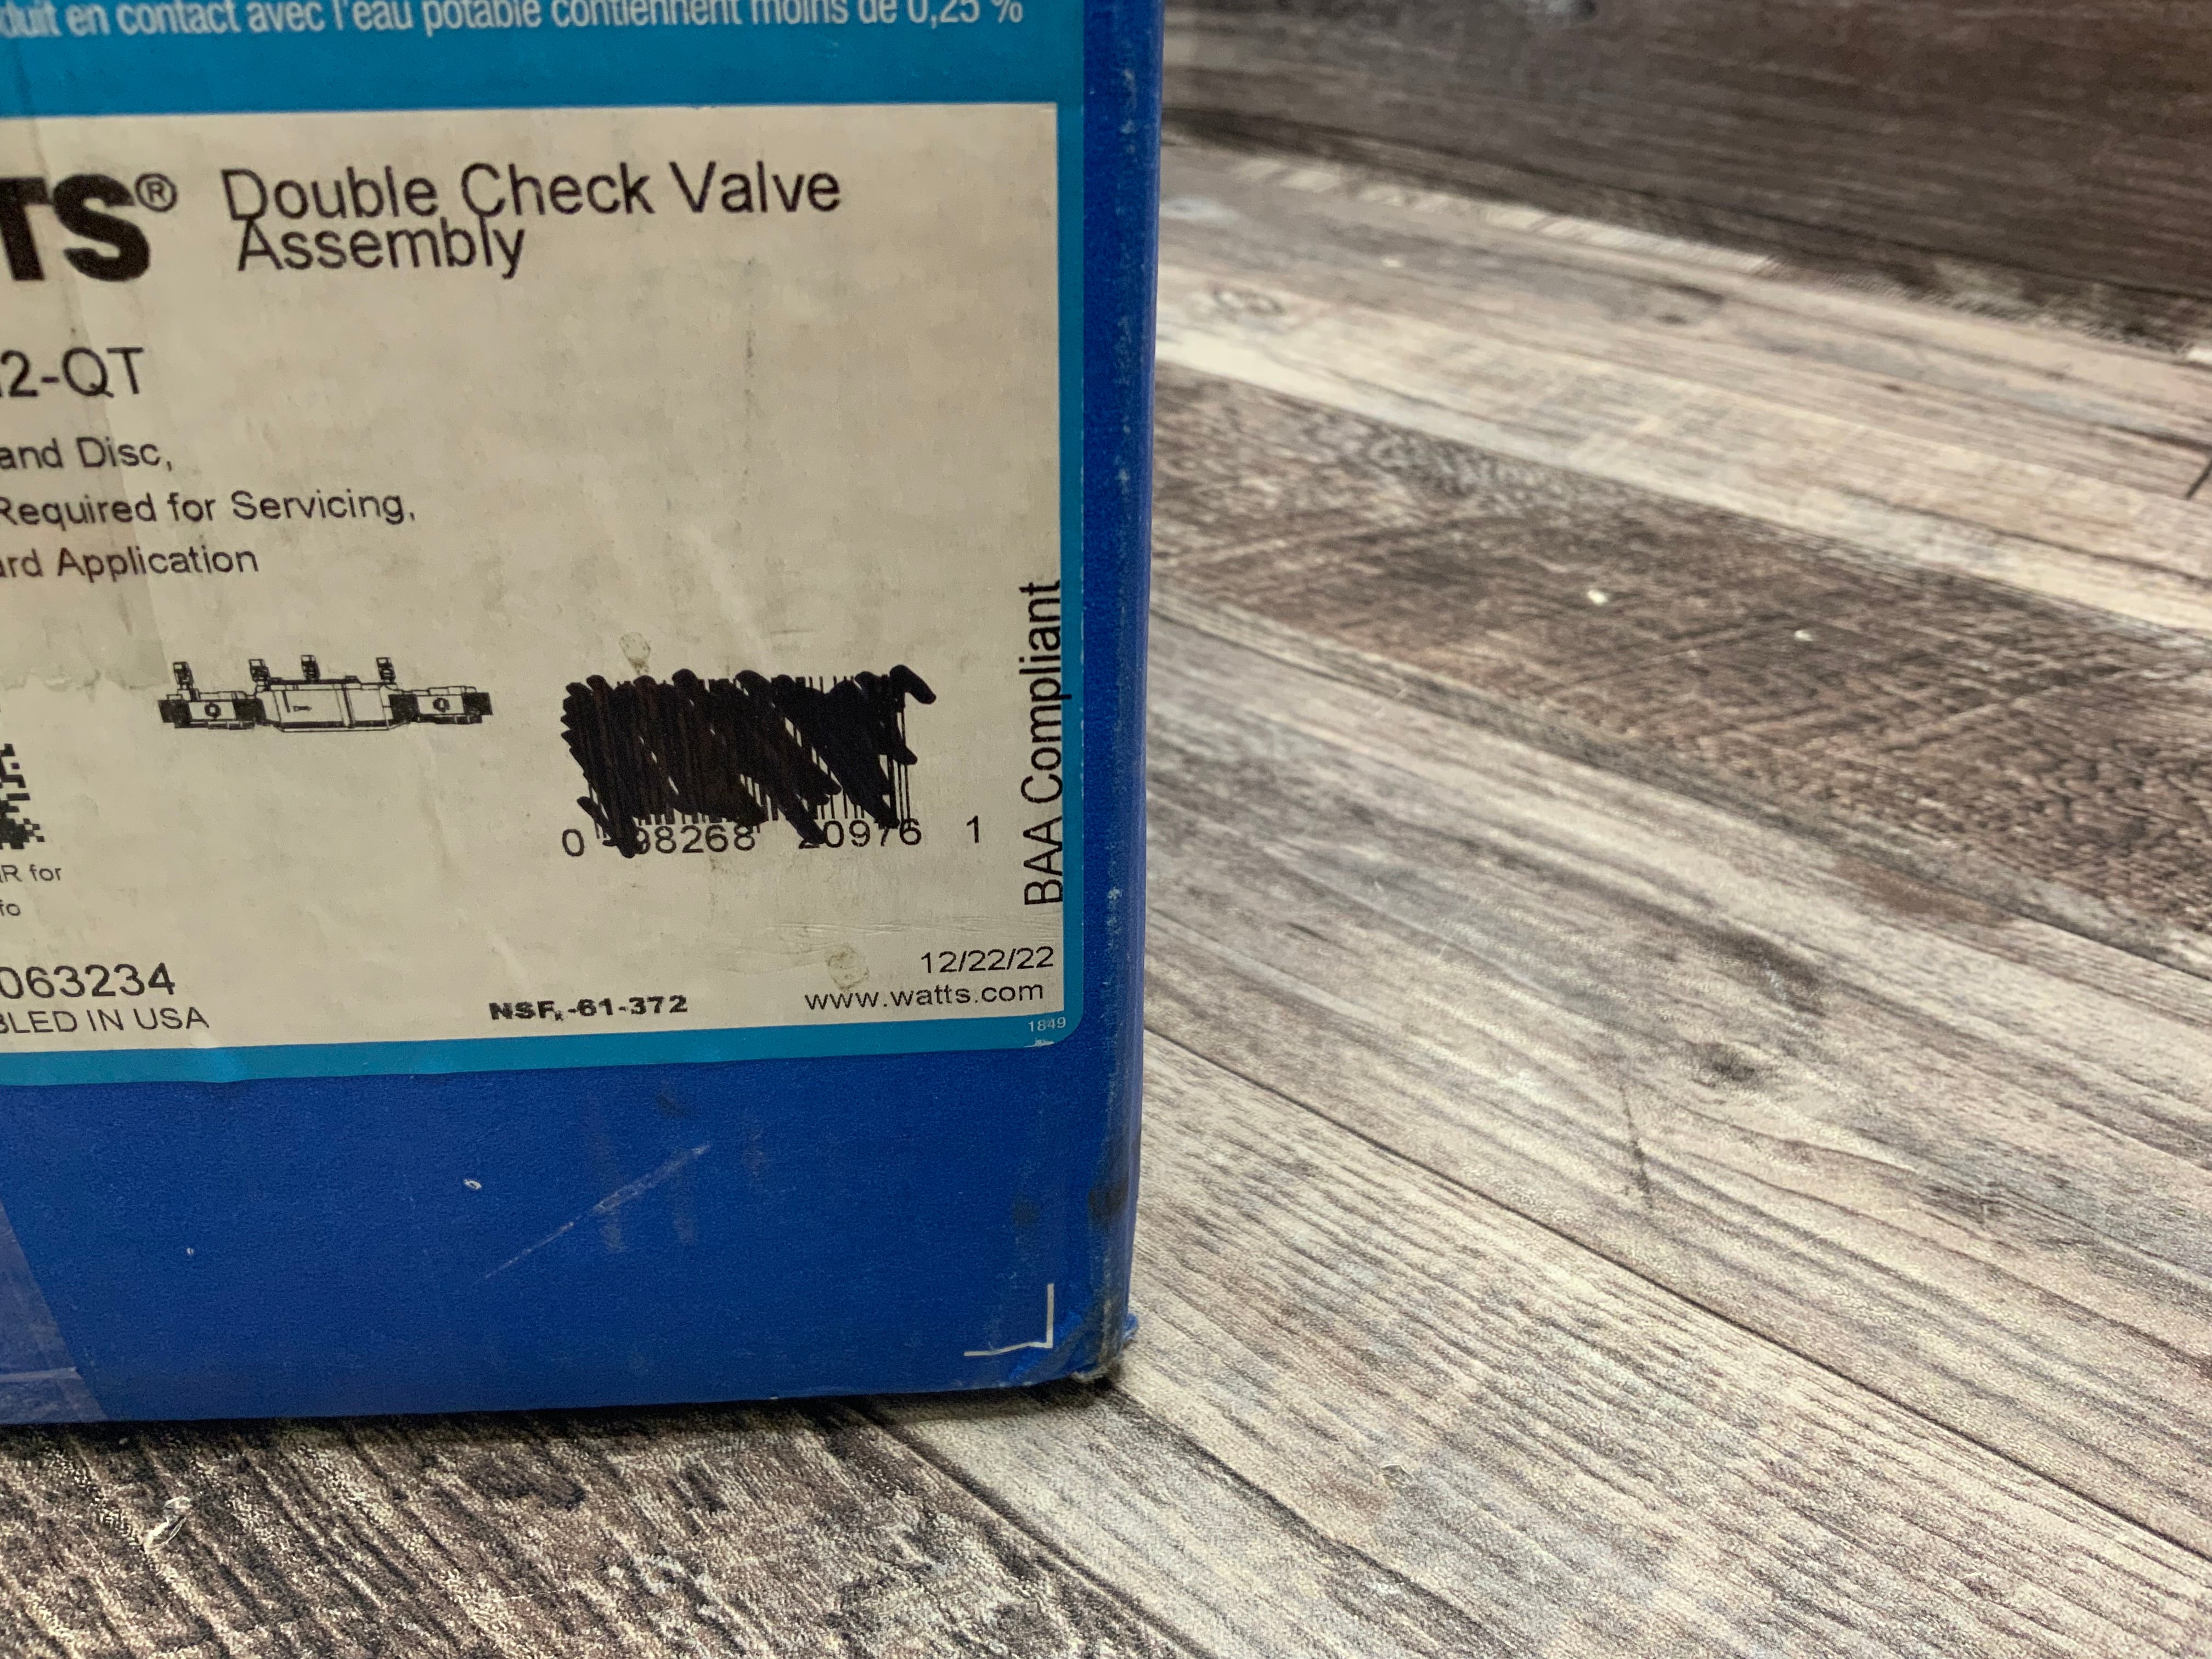 duit en contact avec l'eau potable contiennent moins de 0,25 %
TS® Double Check Valve
Assembly
2-QT
and Disc,
Required for Servicing,
ard Application
BAA Compliant
0 98268 20976 1
R for
fo
063234
BLED IN USA
NSF®-61-372
12/22/22
www.watts.com
1849